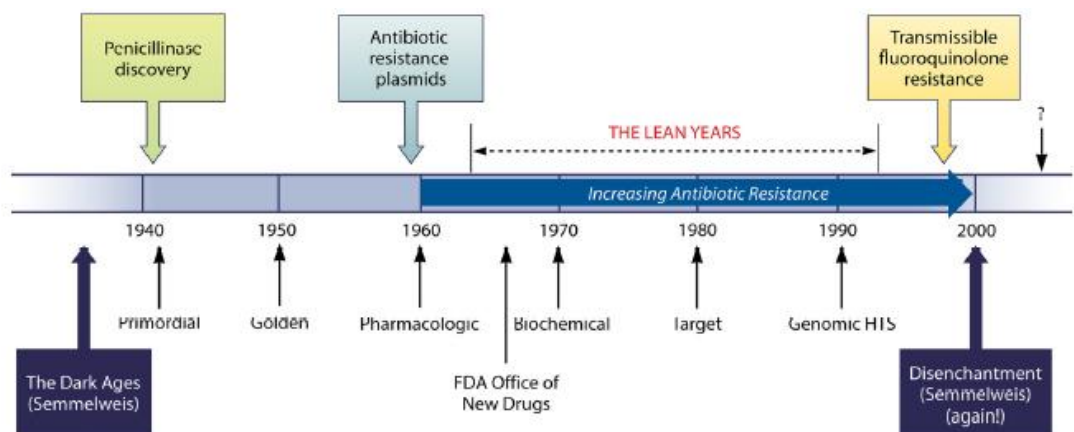 Penicillinase
discovery
Antibiotic
resistance
plasmids
Transmissible
fluoroquinolone
resistance
?
THE LEAN YEARS
Increasing Antibiotic Resistance
1940
1950
1960
1970
1980
1990
2000
Primordial
Golden
Pharmacologic
Biochemical
Target
Genomic HTS
The Dark Ages
(Semmelweis)
FDA Office of
New Drugs
Disenchantment
(Semmelweis)
(again!)